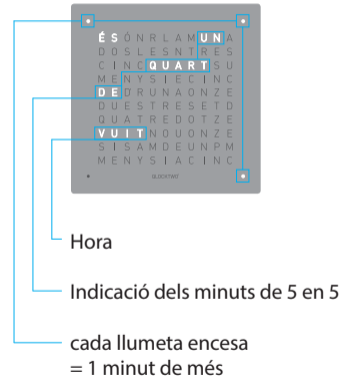 É S Ó N R L A M U N A
D O S L E S N T R E S
C I N C Q U A R T S U
M E N Y S I E C I N C
D E D R U N A O N Z E
D U E S T R E S E T D
Q U A T R E D O T Z E
V U I T N O U O N Z E
S I S A M D E U N P M
M E N Y S I A C I N C
QLOCKTWO
Hora
Indicació dels minuts de 5 en 5
cada llumeta encesa
= 1 minut de més